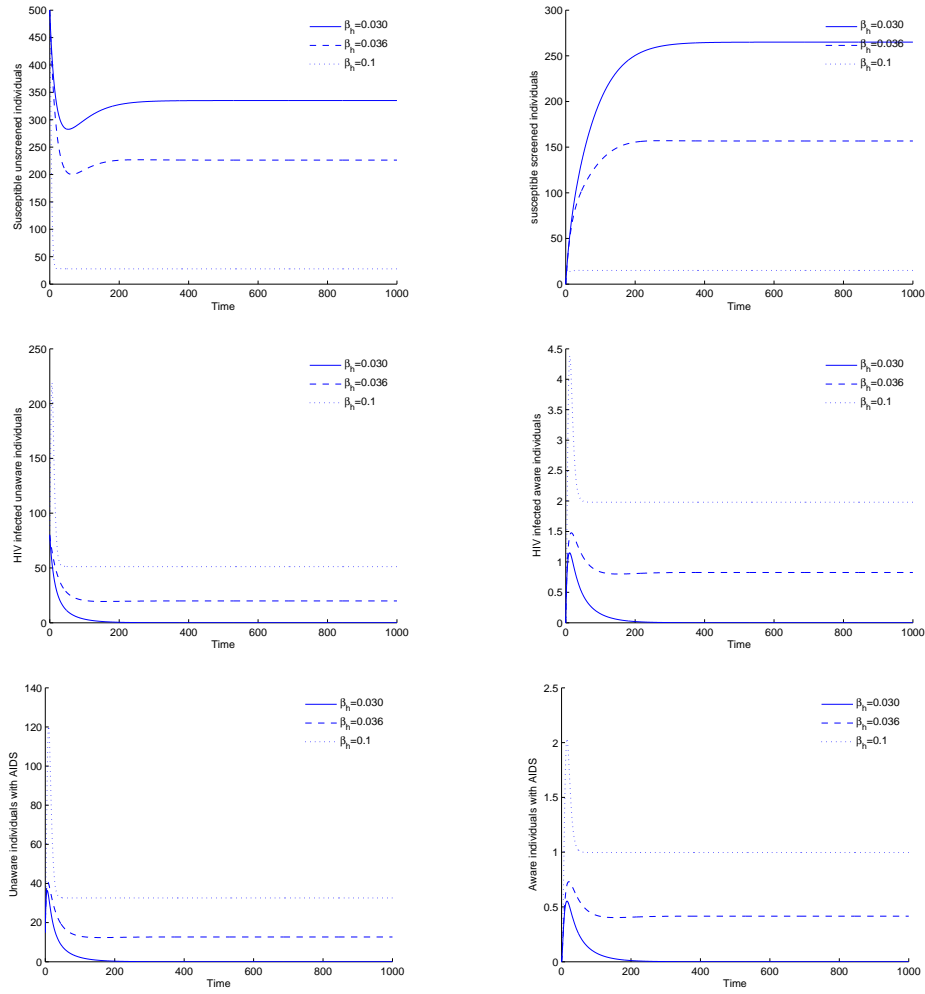 500
450
400
350
300
250
200
150
100
50
0
0 200 400 600 800 1000
Time
Susceptible unscreened individuals
β_h=0.030
β_h=0.036
β_h=0.1
300
250
200
150
100
50
0
0 200 400 600 800 1000
Time
susceptible screened individuals
β_h=0.030
β_h=0.036
β_h=0.1
250
200
150
100
50
0
0 200 400 600 800 1000
Time
HIV infected unaware individuals
β_h=0.030
β_h=0.036
β_h=0.1
4.5
4
3.5
3
2.5
2
1.5
1
0.5
0
0 200 400 600 800 1000
Time
HIV infected aware individuals
β_h=0.030
β_h=0.036
β_h=0.1
140
120
100
80
60
40
20
0
0 200 400 600 800 1000
Time
Unaware individuals with AIDS
β_h=0.030
β_h=0.036
β_h=0.1
2.5
2
1.5
1
0.5
0
0 200 400 600 800 1000
Time
Aware individuals with AIDS
β_h=0.030
β_h=0.036
β_h=0.1